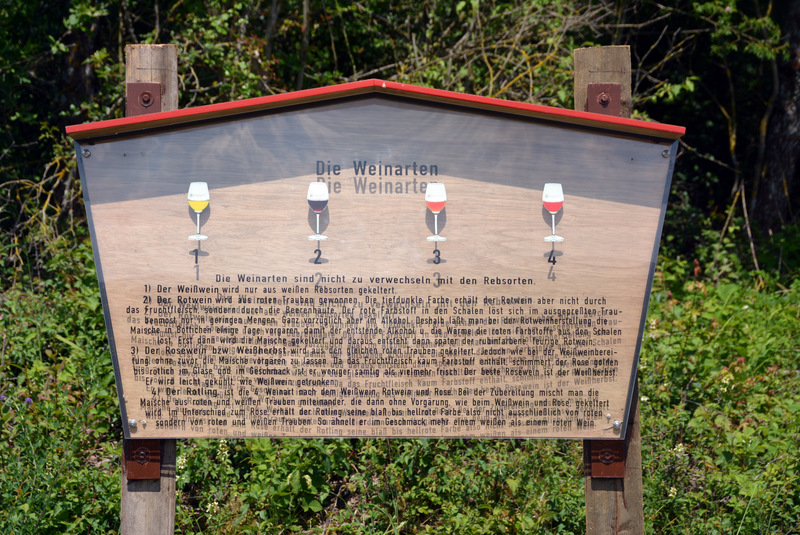 Die Weinarten
1 2 3 4
Die Weinarten sind nicht zu verwechseln mit den Rebsorten.
1) Der Weißwein wird nur aus weißen Rebsorten gekeltert.
2) Der Rotwein wird aus roten Trauben gewonnen. Die tiefdunkle Farbe erhält der Rotwein aber nicht durch
das Fruchtfleisch, sondern durch die Beerenhaute. Der rote Farbstoff in den Schalen löst sich im ausgepreßten Trau-
benmost nur in geringen Mengen. Ganz vorzüglich aber im Alkohol. Deshalb läßt man bei der Rotweinherstellung die
Maische in Bottichen einige Tage vorgären, damit der entstehende Alkohol u. die Wärme die roten Farbwerte aus den Schalen
löst. Erst dann wird die Maische gekeltert und daraus entsteht dann später der rubinfarbene feurige Rotwein.
3) Der Roséwein bzw. Weißherbst wird aus den gleichen roten Trauben gekeltert. Jedoch wie bei der Weißweinberei-
tung ohne zuvor die Maische vorgären zu lassen. Da das Fruchtfleisch kaum Farbstoff enthält, schimmert der Rosé golden
bis rötlich im Glase und im Geschmack ist er weniger samtig als vielmehr frisch. Der beste Roséwein ist der Weißherbst.
Er wird leicht gekühlt wie Weißwein getrunken.
4) Der Rotling, ist die 4. Weinart nach dem Weißwein, Rotwein und Rosé. Bei der Zubereitung mischt man die
Maische aus roten und weißen Trauben miteinander, die dann ohne Vorgärung, wie beim Weißwein und Rosé, gekeltert
wird. Im Unterschied zum Rosé erhält der Rotling seine blaß bis hellrote Farbe also nicht ausschließlich von roten,
sondern von roten und weißen Trauben. So ähnelt er im Geschmack mehr einem weißen als einem roten Wein.